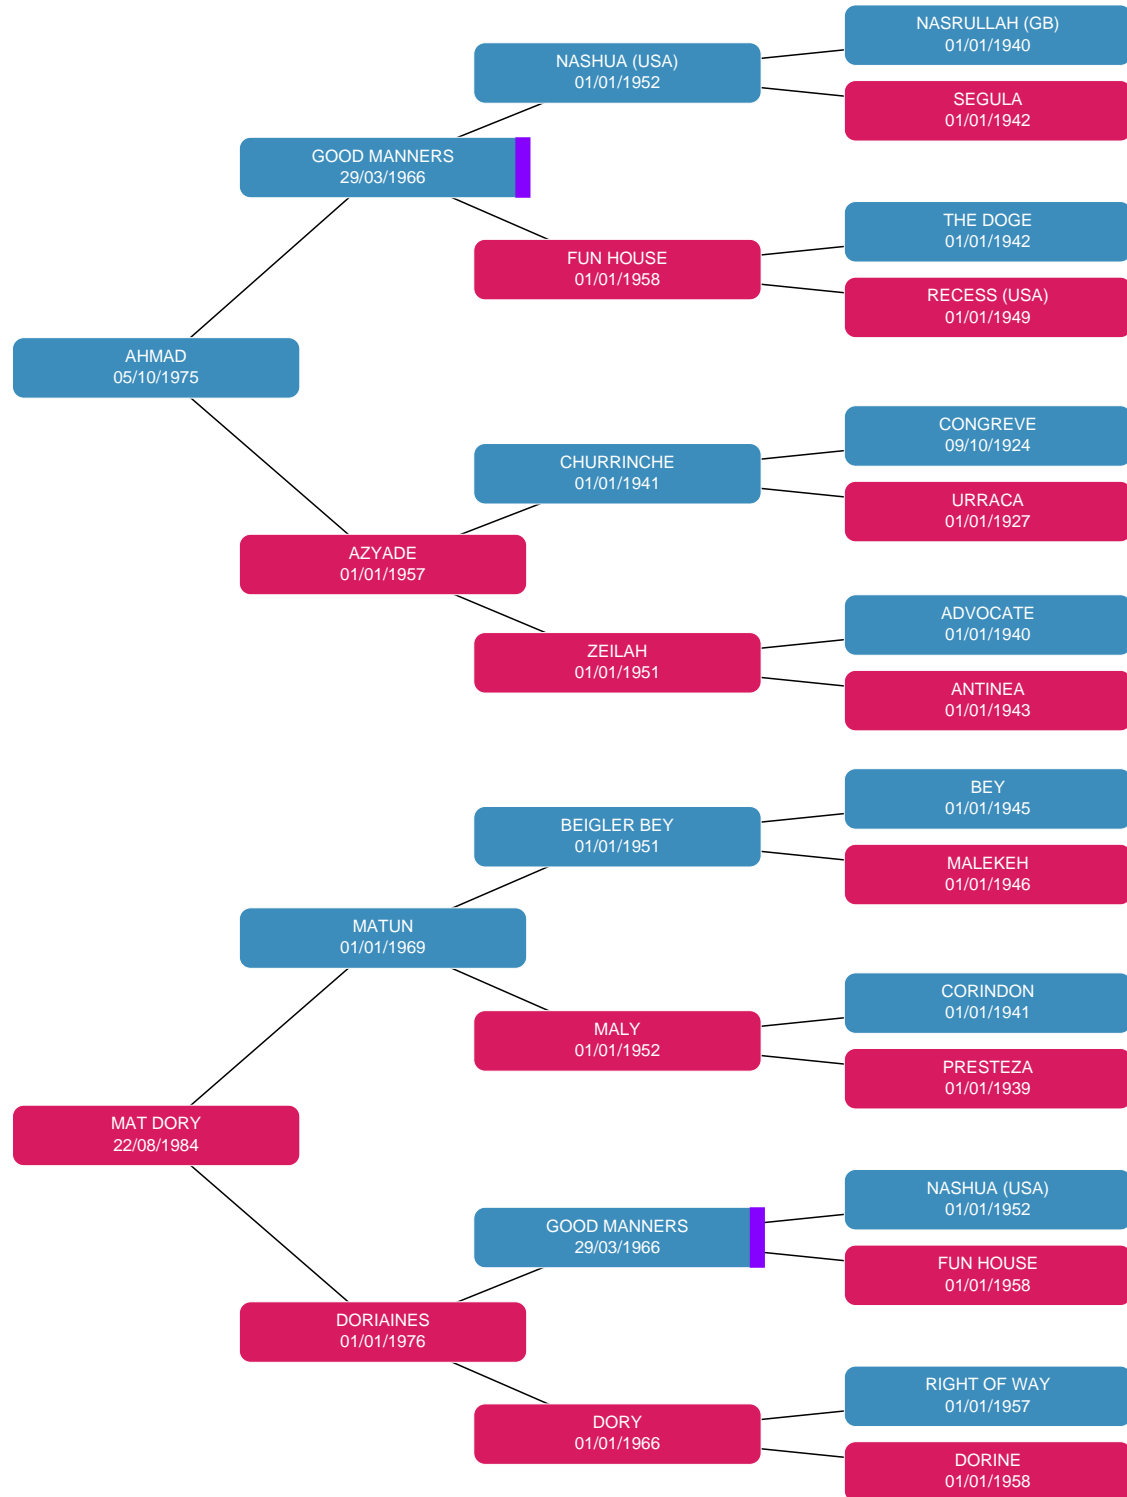 NASRULLAH (GB)
01/01/1940
NASHUA (USA)
01/01/1952
SEGULA
01/01/1942
GOOD MANNERS
29/03/1966
THE DOGE
01/01/1942
FUN HOUSE
01/01/1958
RECESS (USA)
01/01/1949
AHMAD
05/10/1975
CONGREVE
09/10/1924
CHURRINCHE
01/01/1941
URRACA
01/01/1927
AZYADE
01/01/1957
ADVOCATE
01/01/1940
ZEILAH
01/01/1951
ANTINEA
01/01/1943
BEY
01/01/1945
BEIGLER BEY
01/01/1951
MALEKEH
01/01/1946
MATUN
01/01/1969
CORINDON
01/01/1941
MALY
01/01/1952
PRESTEZA
01/01/1939
MAT DORY
22/08/1984
NASHUA (USA)
01/01/1952
GOOD MANNERS
29/03/1966
FUN HOUSE
01/01/1958
DORIAINES
01/01/1976
RIGHT OF WAY
01/01/1957
DORY
01/01/1966
DORINE
01/01/1958